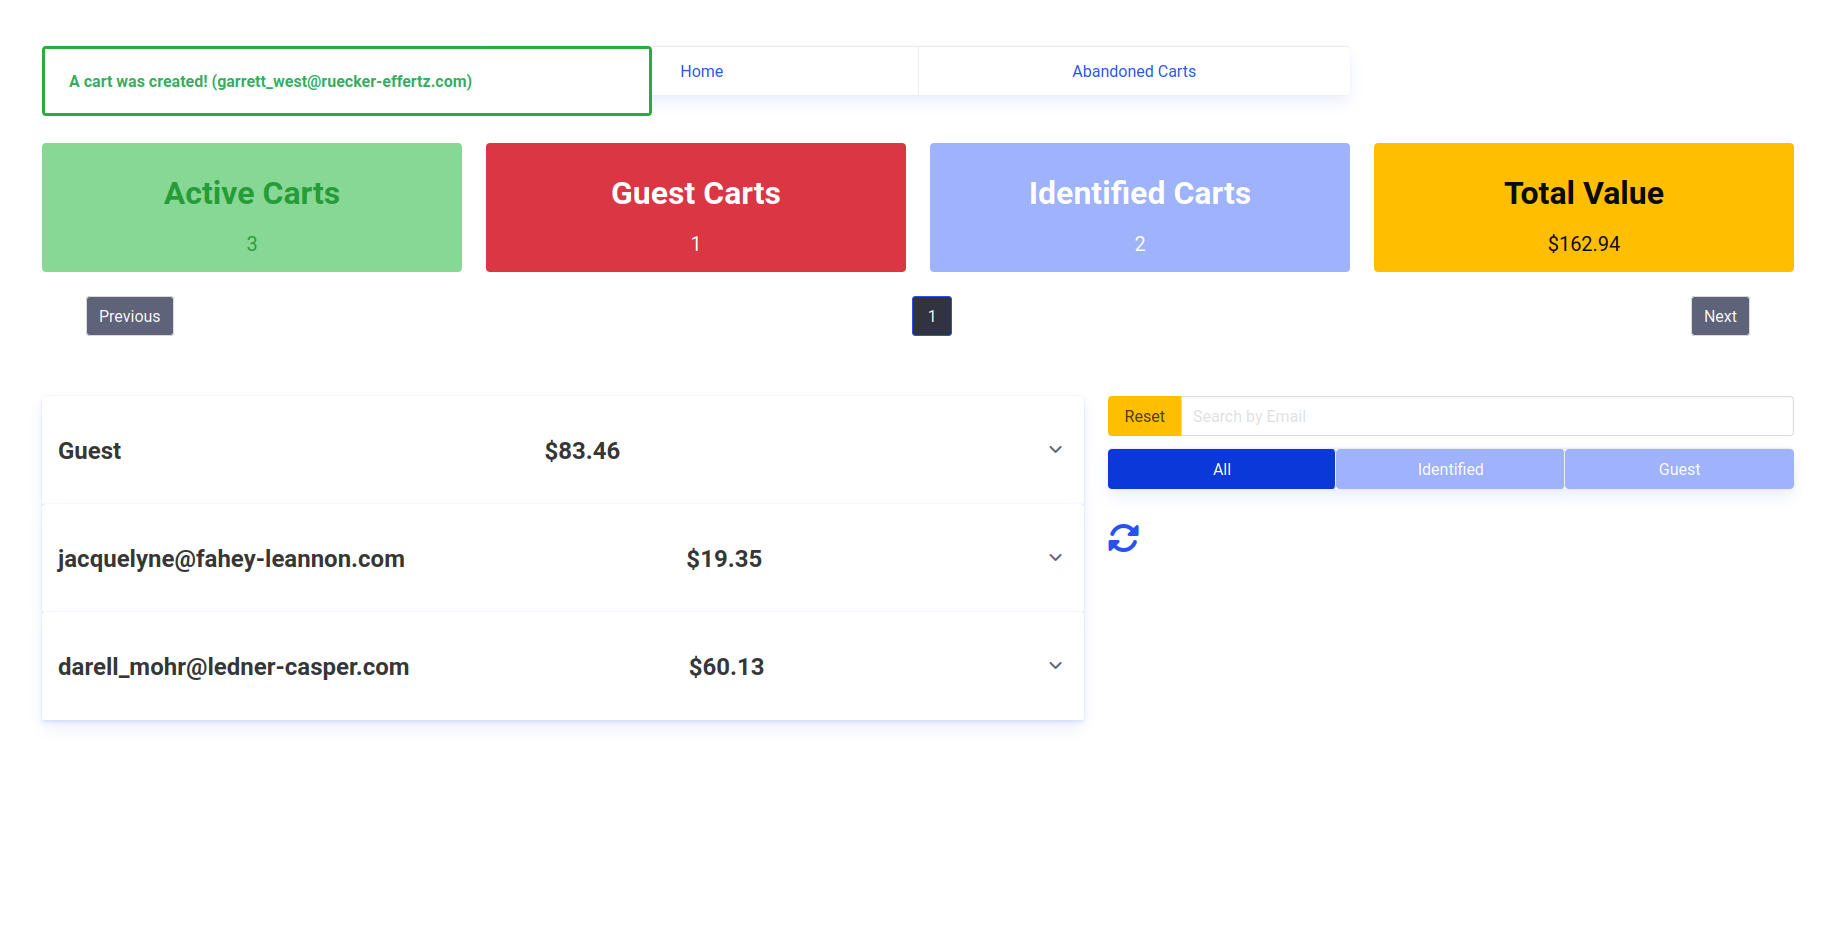 A cart was created! (garrett_west@ruecker-effertz.com)
Home
Abandoned Carts
Active Carts
3
Guest Carts
1
Identified Carts
2
Total Value
$162.94
Previous
1
Next
Guest $83.46
jacquelyne@fahey-leannon.com $19.35
darell_mohr@ledner-casper.com $60.13
Reset Search by Email
All Identified Guest